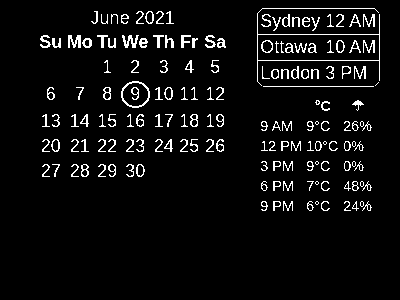 June 2021
Su Mo Tu We Th Fr Sa
1 2 3 4 5
6 7 8 9 10 11 12
13 14 15 16 17 18 19
20 21 22 23 24 25 26
27 28 29 30
Sydney 12 AM
Ottawa 10 AM
London 3 PM
°C ☂
9 AM 9°C 26%
12 PM 10°C 0%
3 PM 9°C 0%
6 PM 7°C 48%
9 PM 6°C 24%